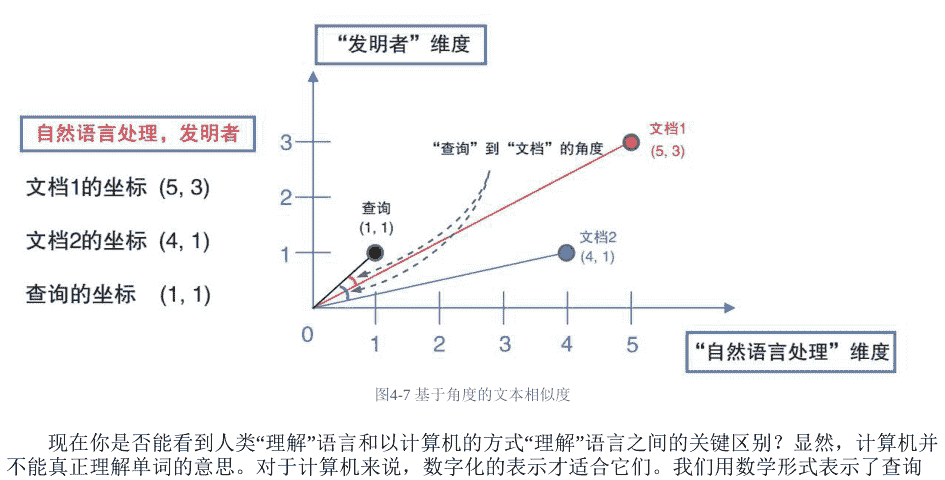 “发明者”维度
自然语言处理，发明者
文档1的坐标 (5, 3)
文档2的坐标 (4, 1)
查询的坐标 (1, 1)
3
2
1
0
1
2
3
4
5
“查询”到“文档”的角度
文档1
(5, 3)
查询
(1, 1)
文档2
(4, 1)
“自然语言处理”维度
图4-7 基于角度的文本相似度
现在你是否能看到人类“理解”语言和以计算机的方式“理解”语言之间的关键区别？显然，计算机并
不能真正理解单词的意思。对于计算机来说，数字化的表示才适合它们。我们用数学形式表示了查询